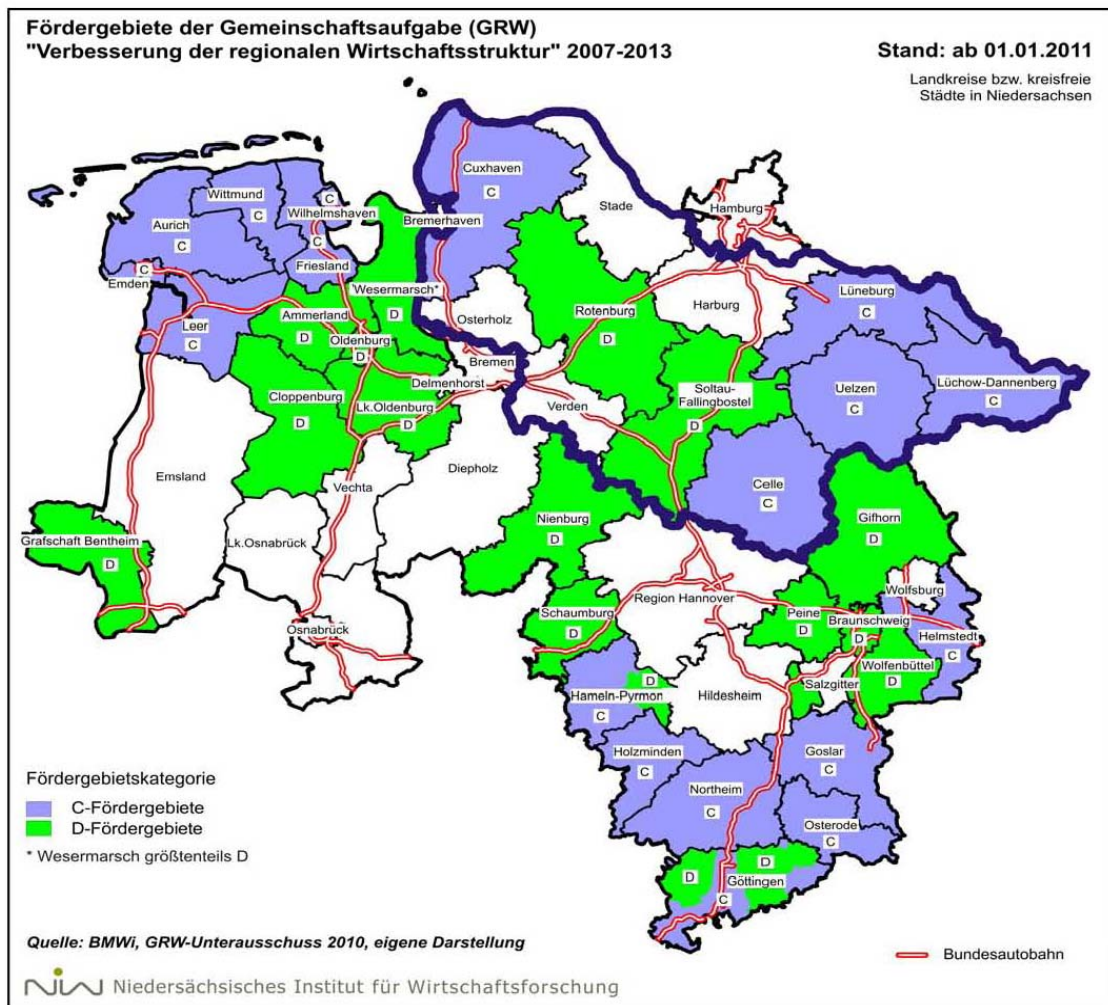 Fördergebiete der Gemeinschaftsaufgabe (GRW)
"Verbesserung der regionalen Wirtschaftsstruktur" 2007-2013
Stand: ab 01.01.2011
Landkreise bzw. kreisfreie
Städte in Niedersachsen
Cuxhaven
C
Stade
Hamburg
Wittmund
C
C
Wilhelmshaven
C
Aurich
C
Bremerhaven
Friesland
C
Emden
Wesermarsch*
D
Harburg
Lüneburg
C
Leer
C
Ammerland
D
Osterholz
Rotenburg
D
Oldenburg
D
Bremen
Delmenhorst
Cloppenburg
D
Lk.Oldenburg
D
Verden
Soltau-
Fallingbostel
D
Uelzen
C
Lüchow-Dannenberg
C
Emsland
Vechta
Diepholz
Celle
C
Nienburg
D
Gifhorn
D
Grafschaft Bentheim
D
Lk.Osnabrück
Wolfsburg
Region Hannover
Schaumburg
D
Peine
D
Braunschweig
D
Helmstedt
C
Osnabrück
Wolfenbüttel
D
Salzgitter
D
Hameln-Pyrmon
C
Hildesheim
Holzminden
C
Goslar
C
Northeim
C
Osterode
C
D
D
Göttingen
C
Fördergebietskategorie
C-Fördergebiete
D-Fördergebiete
* Wesermarsch größtenteils D
Quelle: BMWi, GRW-Unterausschuss 2010, eigene Darstellung
Bundesautobahn
NIW Niedersächsisches Institut für Wirtschaftsforschung